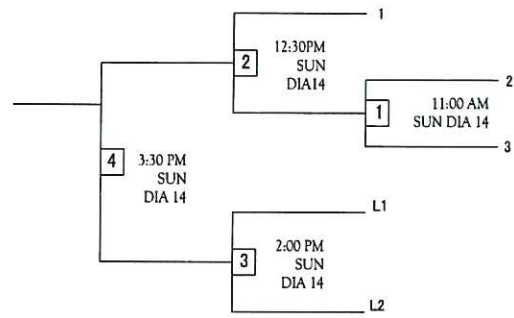 1
12:30PM
SUN
DIA14
2
2
11:00 AM
SUN DIA 14
1
3
4
3:30 PM
SUN
DIA 14
L1
2:00 PM
SUN
DIA 14
3
L2